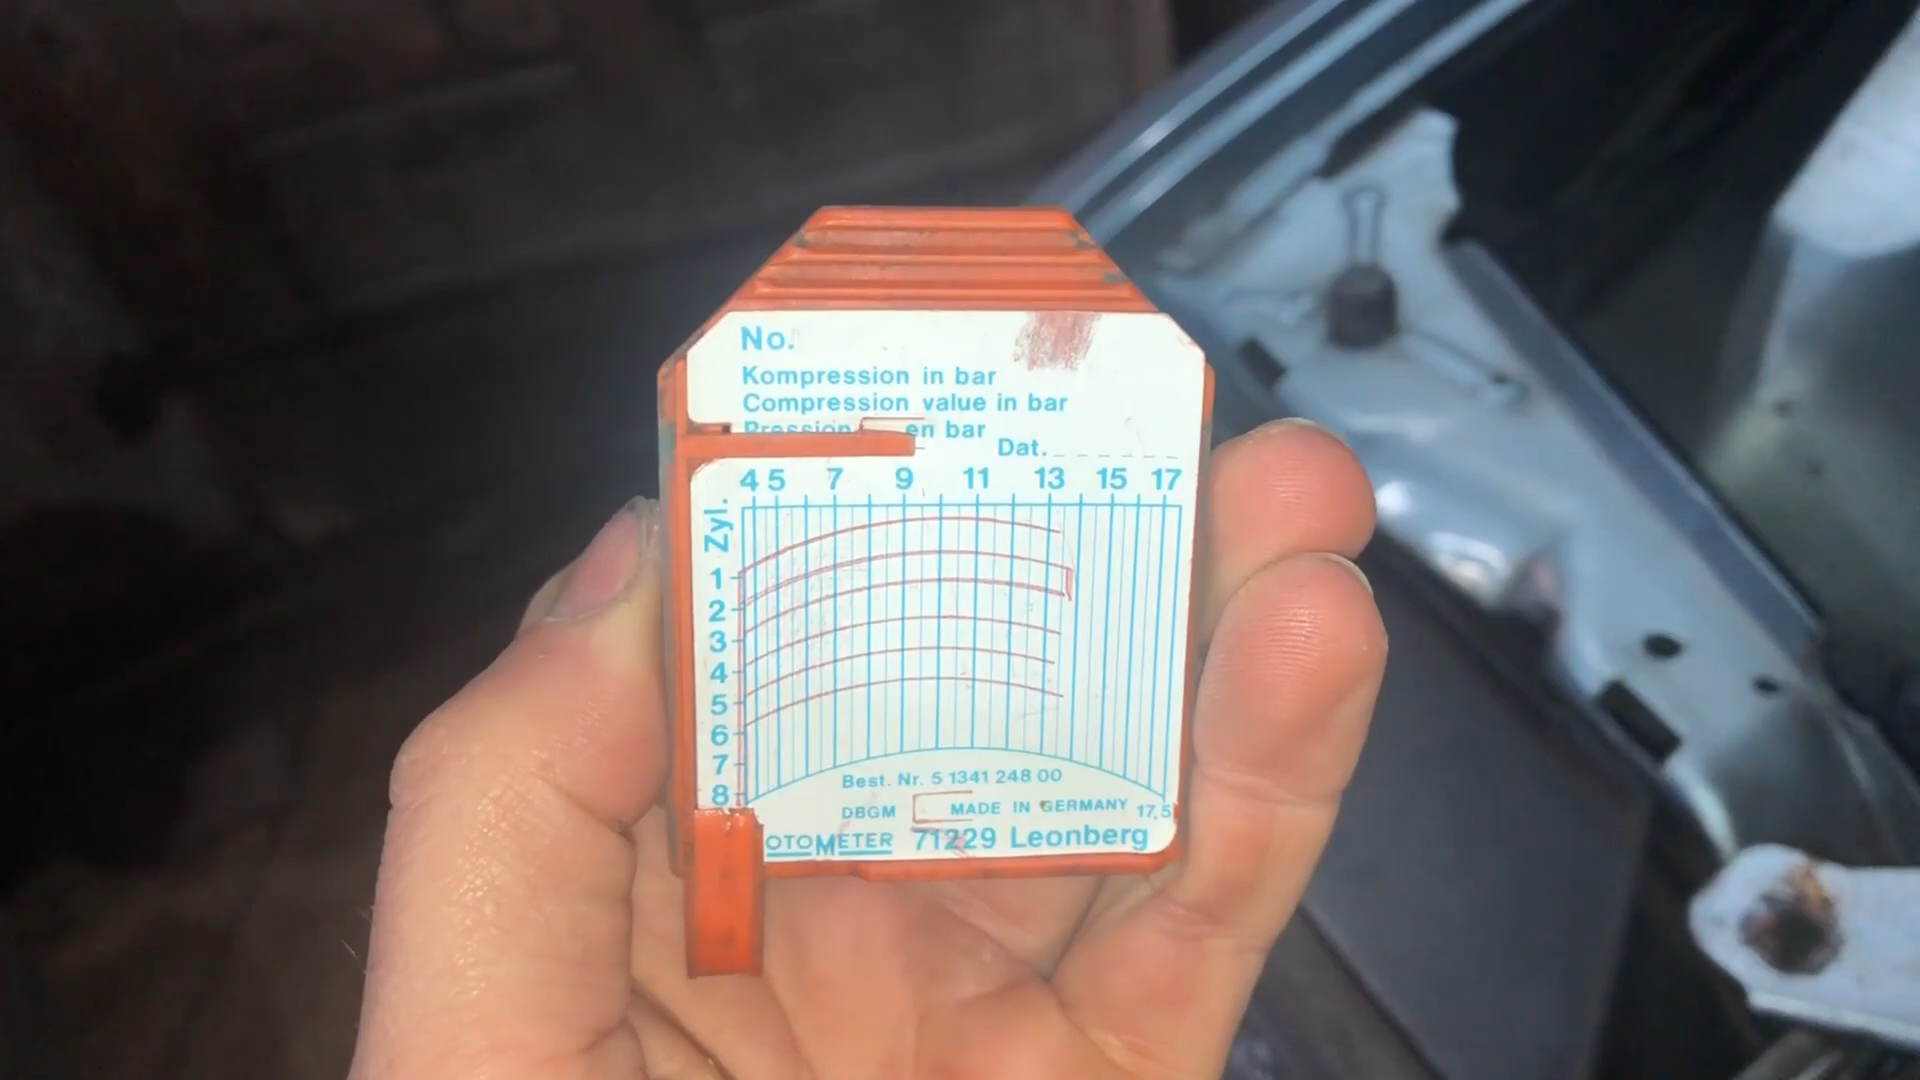 No.
Kompression in bar
Compression value in bar
Pression en bar
Dat.
4 5 7 9 11 13 15 17
Zyl.
1
2
3
4
5
6
7
8
Best. Nr. 5 1341 248 00
DBGM MADE IN GERMANY 17,5
OTOMETER 71229 Leonberg